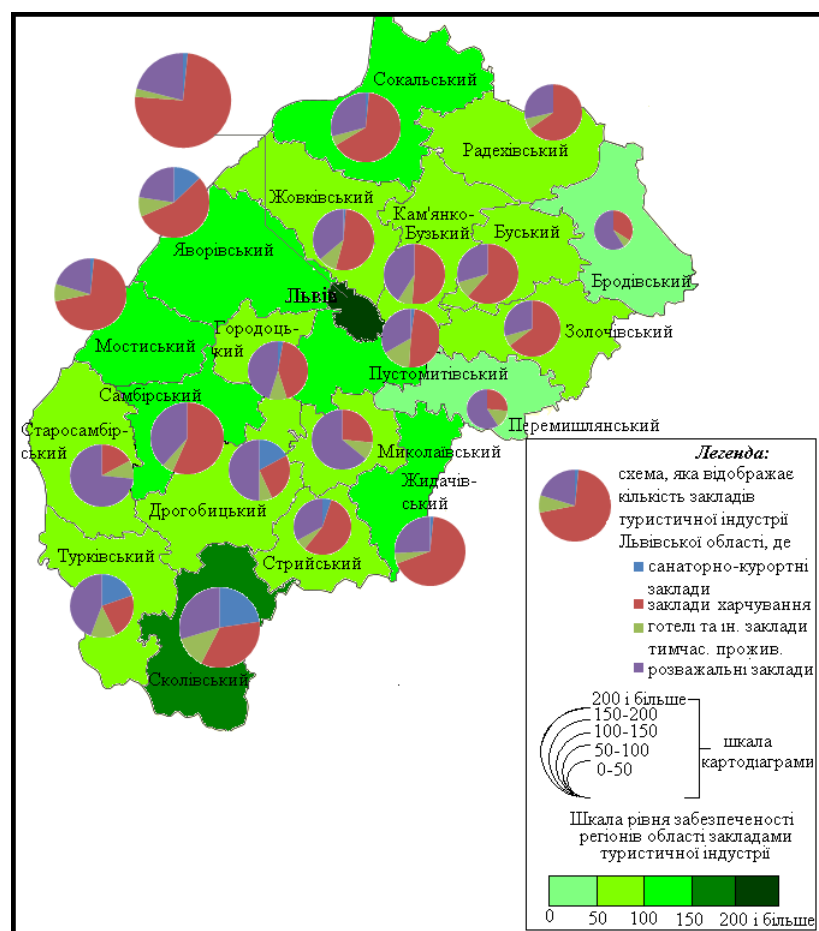 Сокальський
Радехівський
Жовківський
Кам'янко-
Бузький
Буський
Бродівський
Яворівський
Львів
Городоць-
кий
Золочівський
Мостиський
Пустомитівський
Самбірський
Перемишлянський
Старосамбір-
ський
Миколаївський
Жидачів-
ський
Дрогобицький
Стрийський
Турківський
Сколівський
Легенда:
схема, яка відображає
кількість закладів
туристичної індустрії
Львівської області, де
санаторно-курортні
заклади
заклади харчування
готелі та ін. заклади
тимчас. прожив.
розважальні заклади
200 і більше
150-200
100-150
50-100
0-50
шкала
картодіаграми
Шкала рівня забезпеченості
регіонів області закладами
туристичної індустрії
0 50 100 150 200 і більше